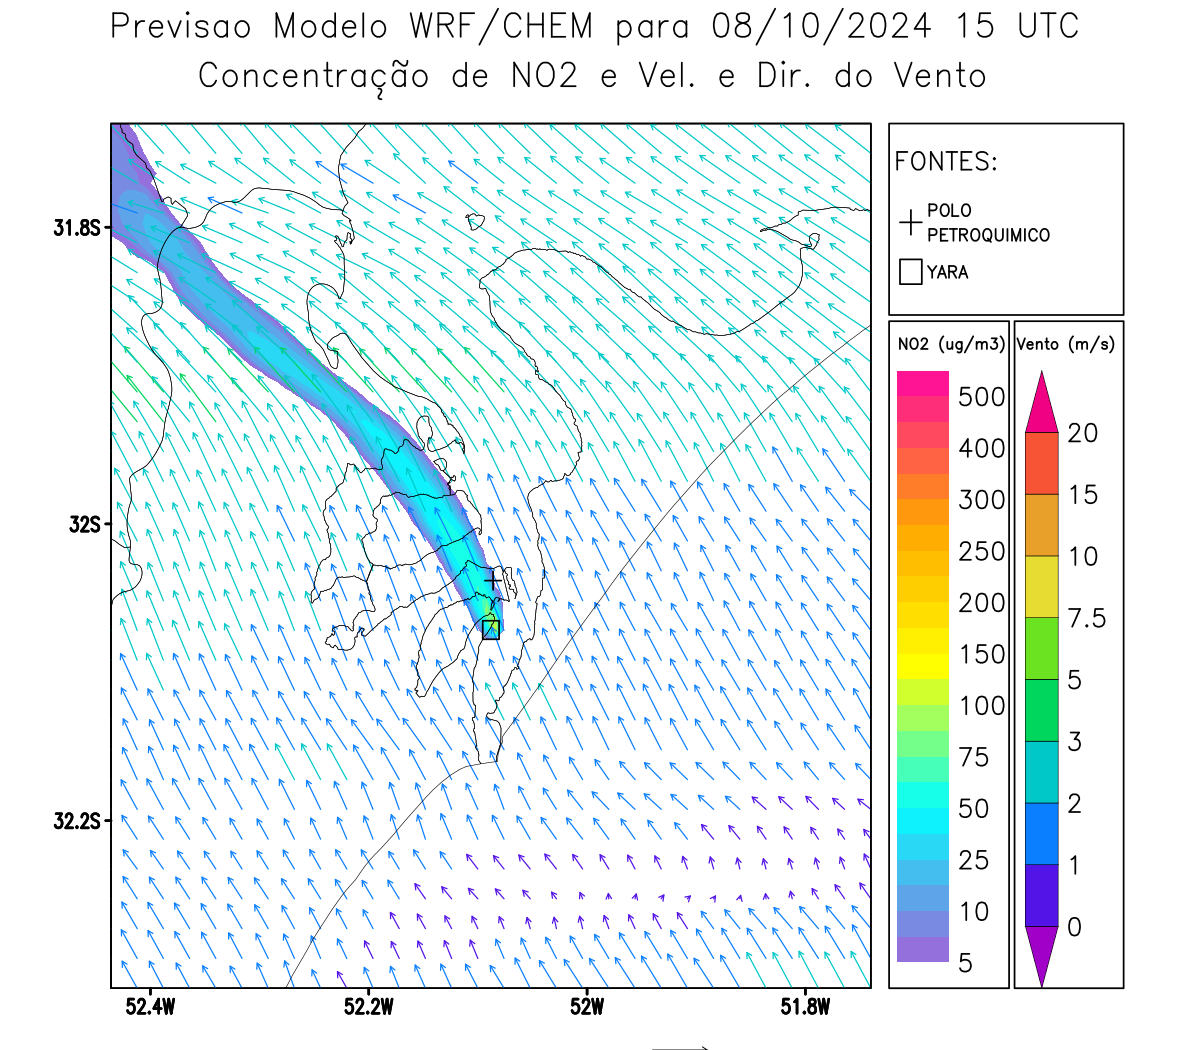 Previsao Modelo WRF/CHEM para 08/10/2024 15 UTC
Concentração de NO2 e Vel. e Dir. do Vento
FONTES:
POLO
PETROQUIMICO
YARA
31.8S
32S
32.2S
52.4W
52.2W
52W
51.8W
NO2 (ug/m3)
500
400
300
250
200
150
100
75
50
25
10
5
Vento (m/s)
20
15
10
7.5
5
3
2
1
0